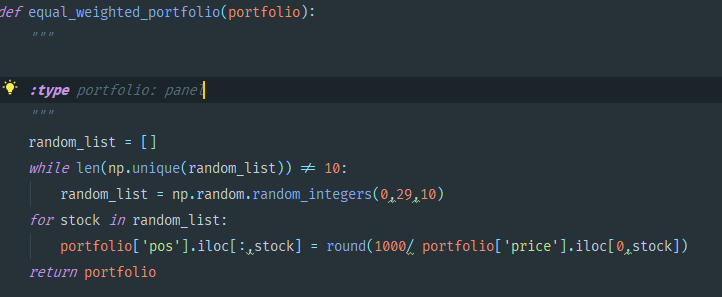 def equal_weighted_portfolio(portfolio):
"""
:type portfolio: panel
"""
random_list = []
while len(np.unique(random_list)) != 10:
random_list = np.random.random_integers(0,29,10)
for stock in random_list:
portfolio['pos'].iloc[:,stock] = round(1000/ portfolio['price'].iloc[0,stock])
return portfolio